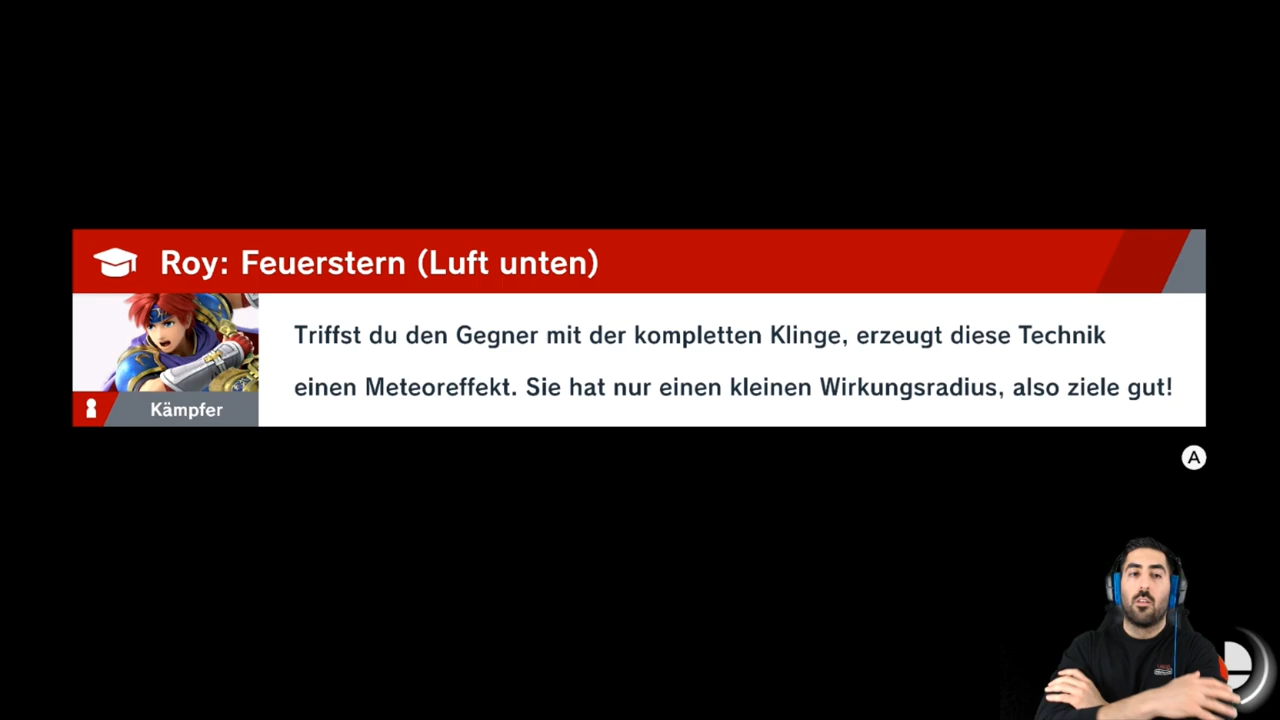 Roy: Feuerstern (Luft unten)
Triffst du den Gegner mit der kompletten Klinge, erzeugt diese Technik
einen Meteoreffekt. Sie hat nur einen kleinen Wirkungsradius, also ziele gut!
Kämpfer
A